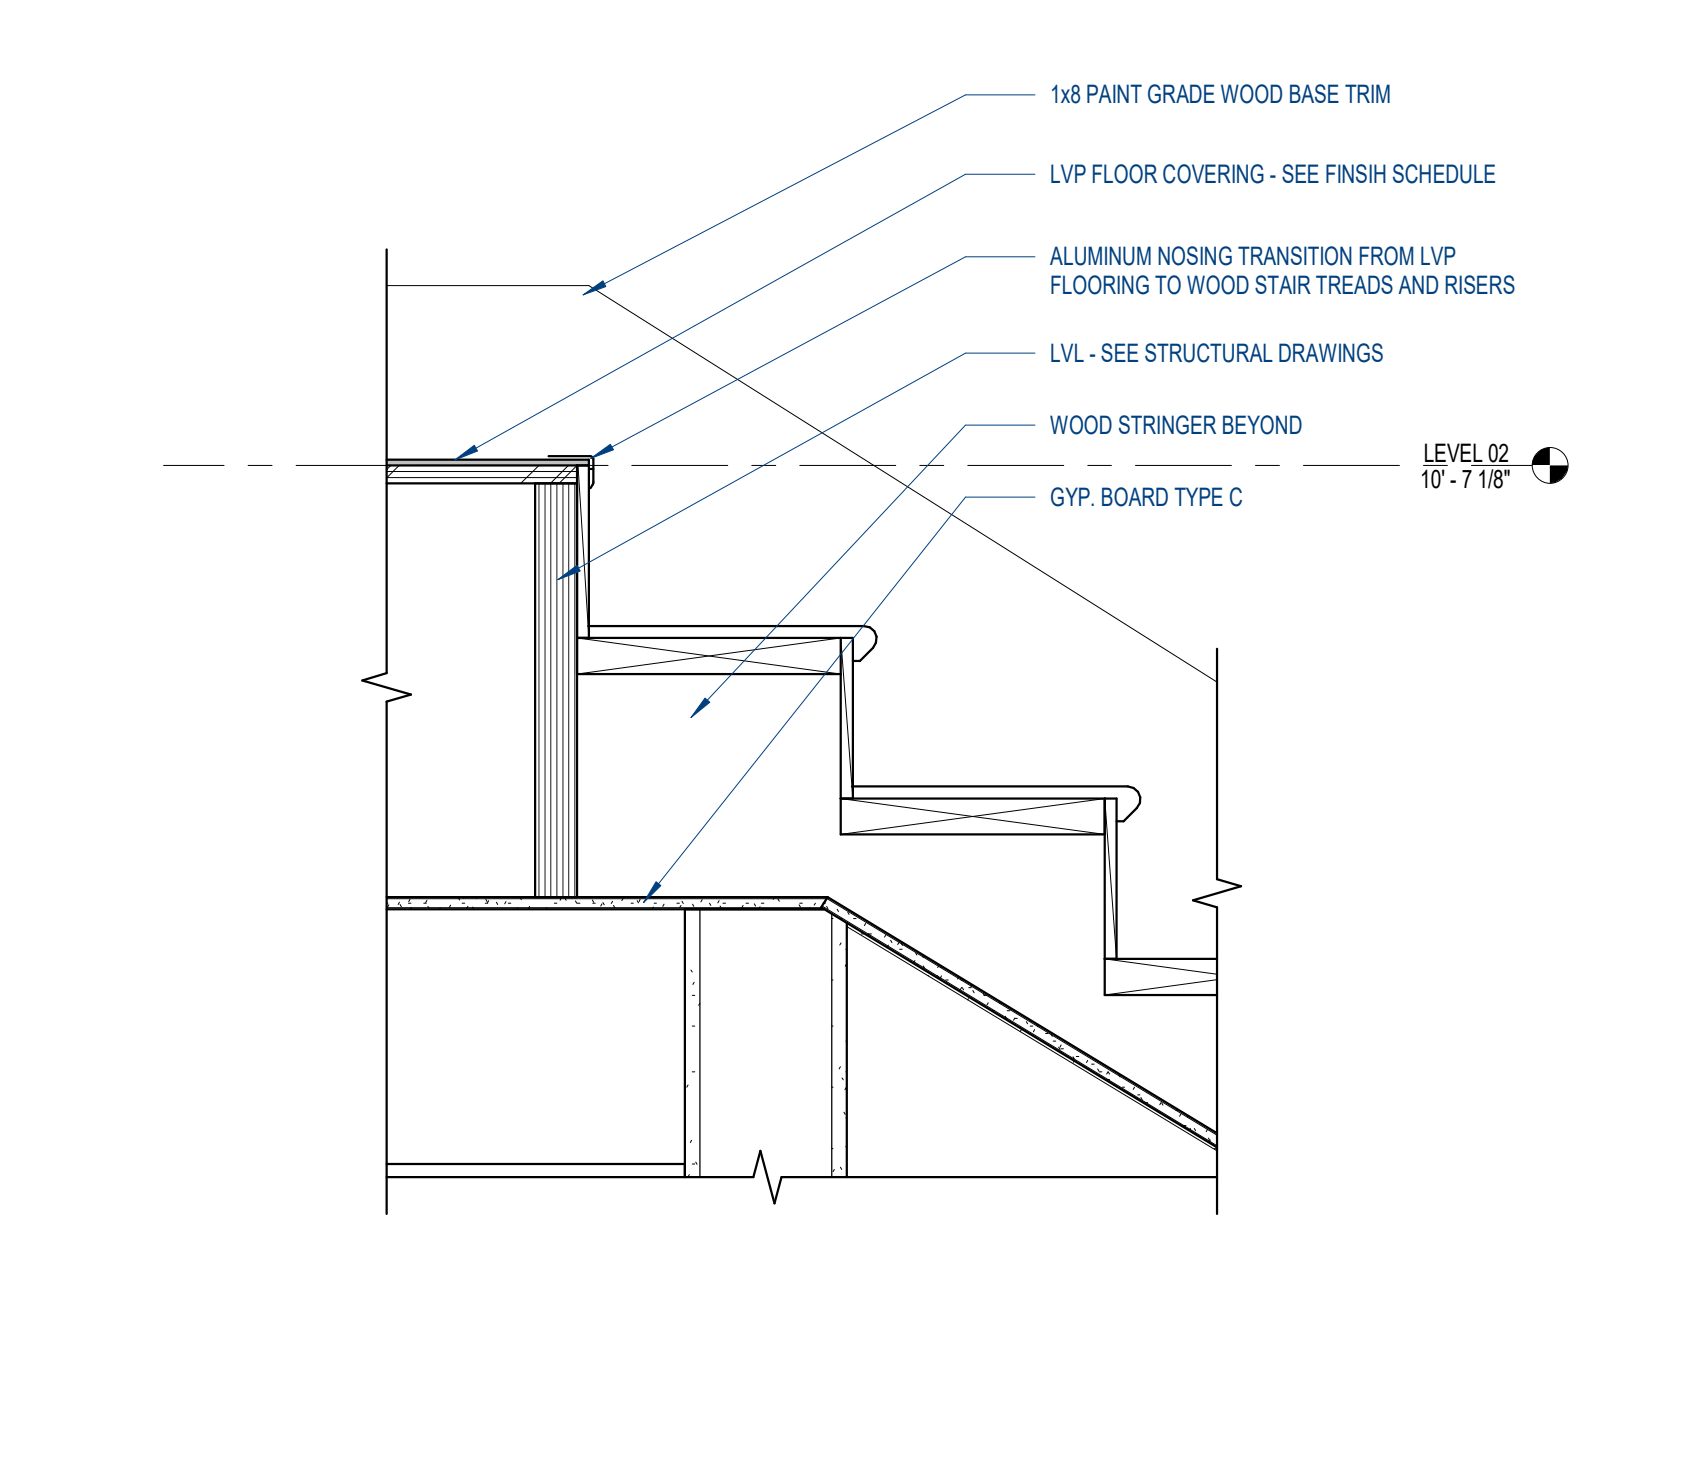 1x8 PAINT GRADE WOOD BASE TRIM
LVP FLOOR COVERING - SEE FINSIH SCHEDULE
ALUMINUM NOSING TRANSITION FROM LVP
FLOORING TO WOOD STAIR TREADS AND RISERS
LVL - SEE STRUCTURAL DRAWINGS
WOOD STRINGER BEYOND
GYP. BOARD TYPE C
LEVEL 02
10' - 7 1/8"